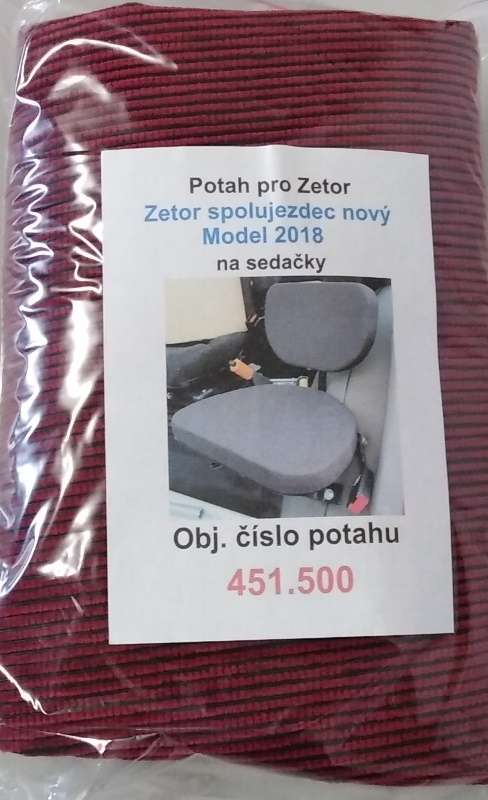 Potah pro Zetor
Zetor spolujezdec nový
Model 2018
na sedačky
Obj. číslo potahu
451.500